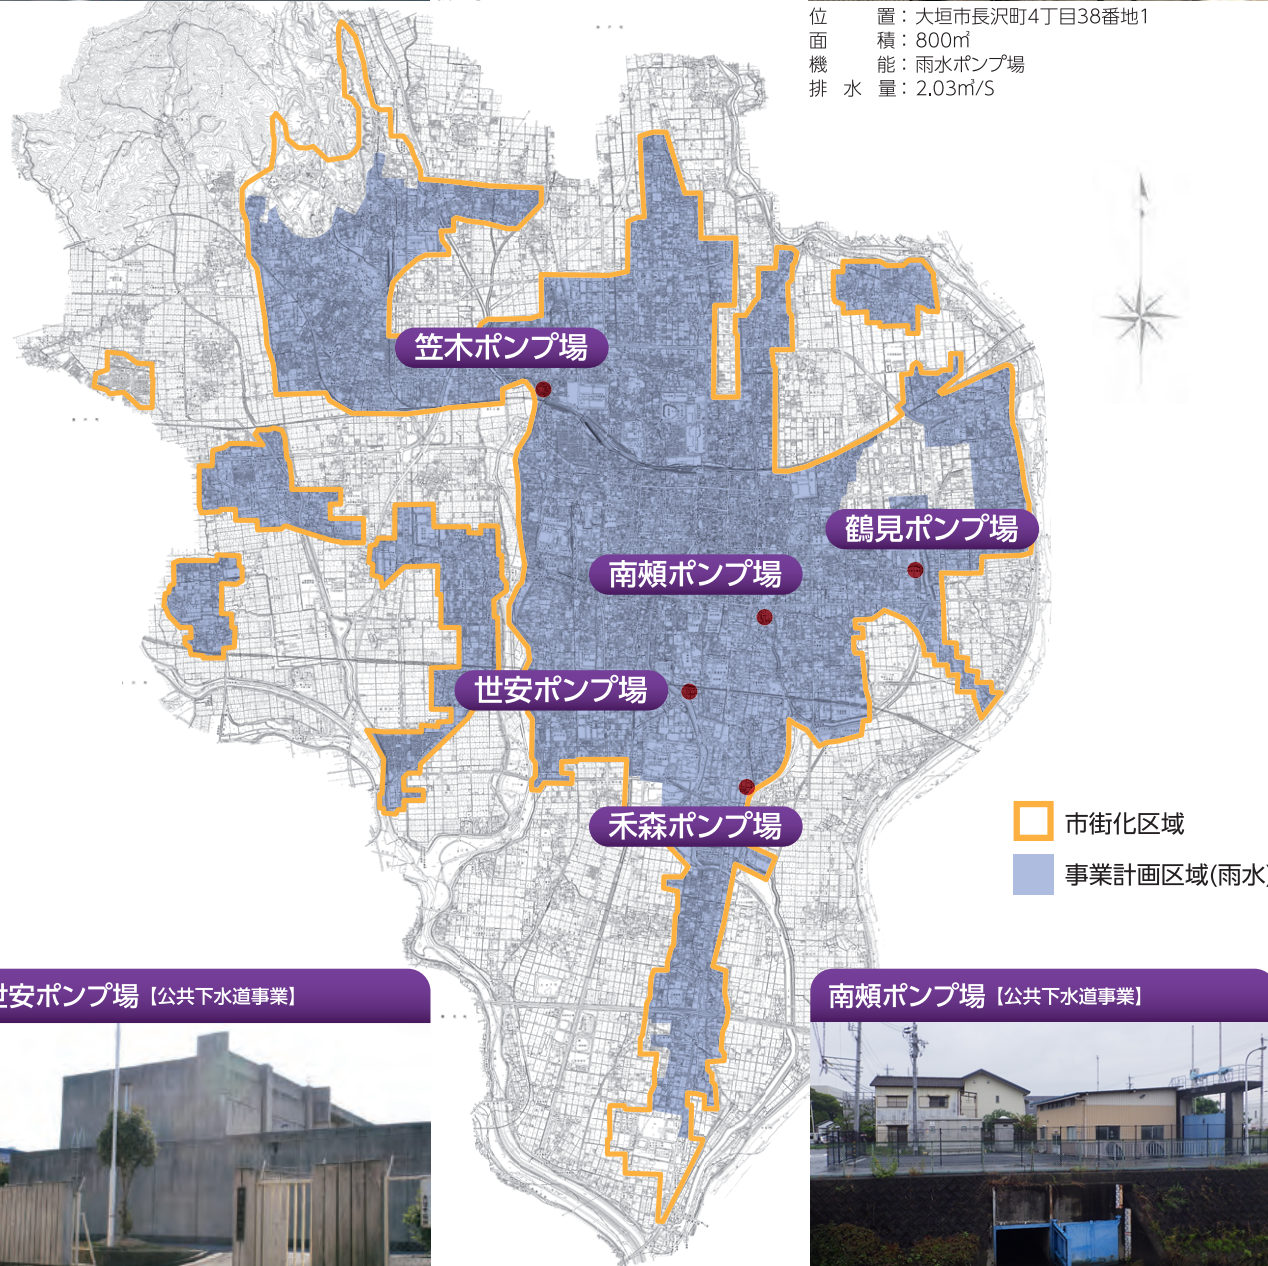 位置：大垣市長沢町4丁目38番地1
面積：800㎡
機能：雨水ポンプ場
排水量：2.03㎥/S
笠木ポンプ場
鶴見ポンプ場
南頰ポンプ場
世安ポンプ場
禾森ポンプ場
市街化区域
事業計画区域(雨水)
世安ポンプ場【公共下水道事業】
南頰ポンプ場【公共下水道事業】